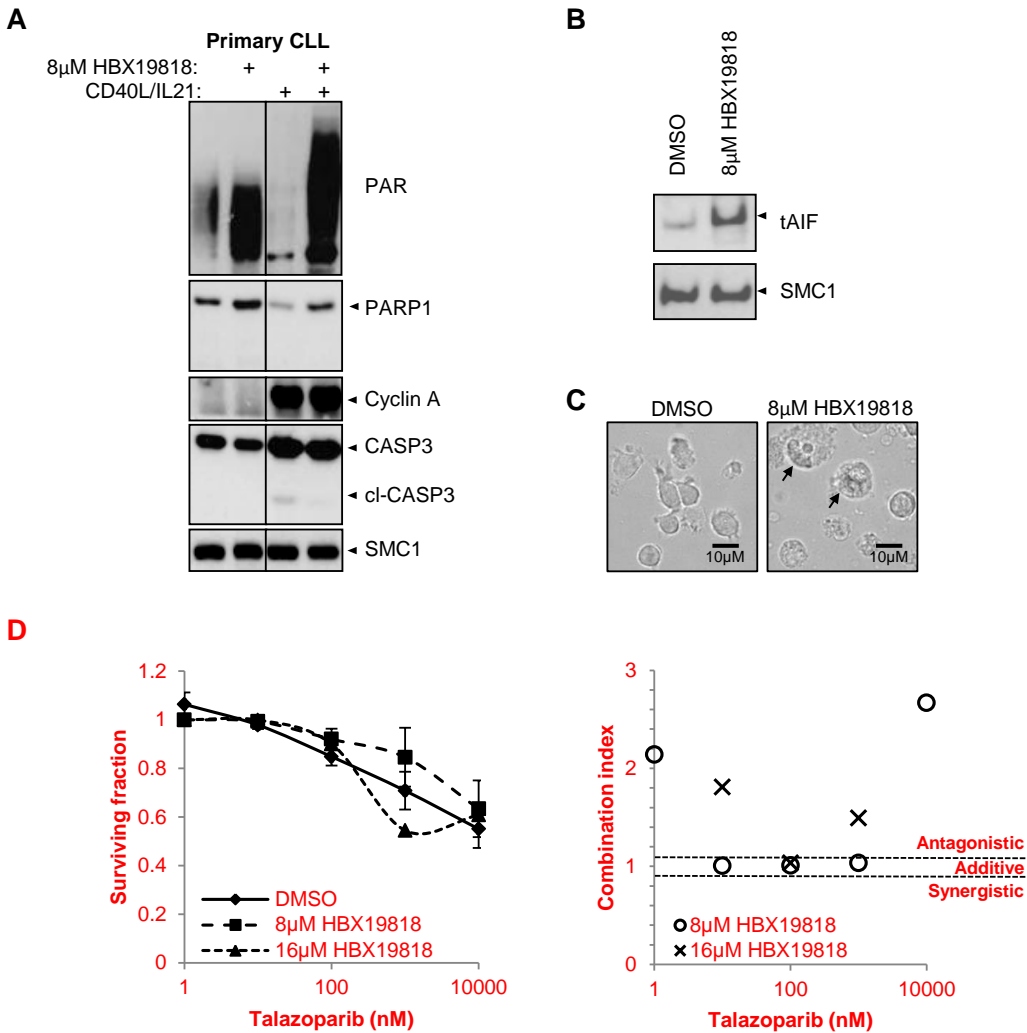 A
Primary CLL
8µM HBX19818: + +
CD40L/IL21: + +
PAR
PARP1
Cyclin A
CASP3
cl-CASP3
SMC1
B
DMSO
8µM HBX19818
tAIF
SMC1
C
DMSO
8µM HBX19818
10µM
10µM
D
1.2
1
0.8
0.6
0.4
0.2
0
Surviving fraction
DMSO
8µM HBX19818
16µM HBX19818
1
100
10000
Talazoparib (nM)
3
2
1
0
Combination index
Antagonistic
Additive
Synergistic
8µM HBX19818
16µM HBX19818
1
100
10000
Talazoparib (nM)